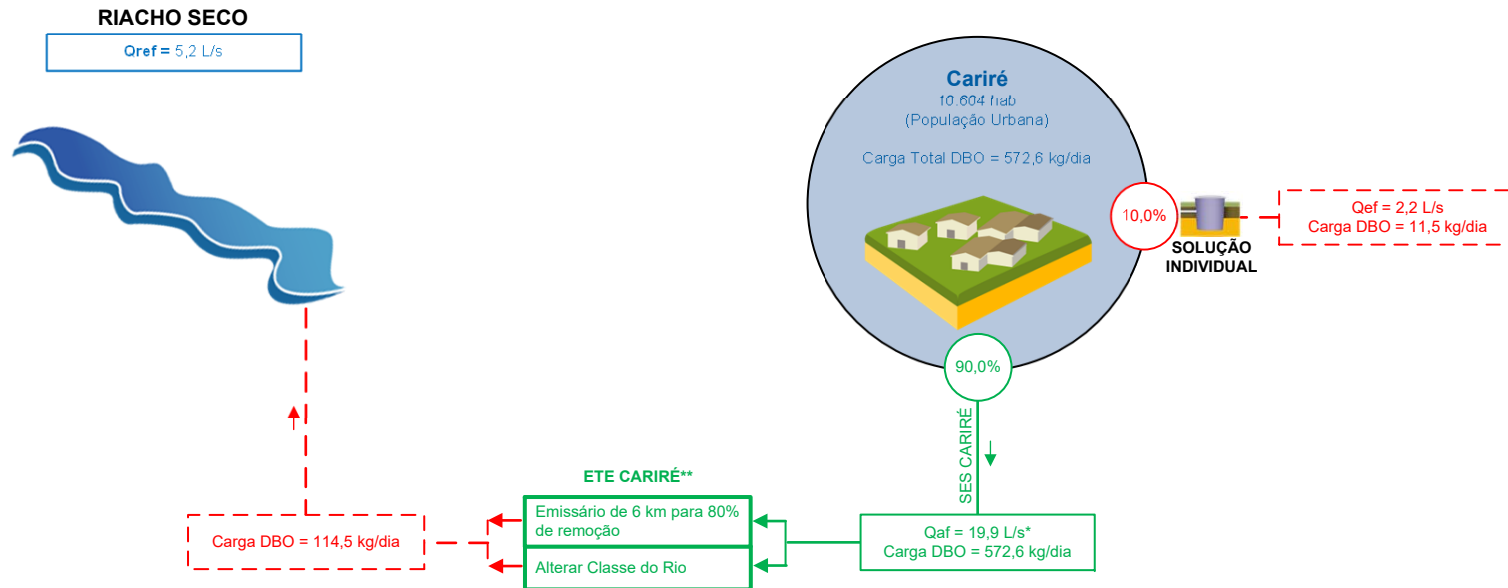 RIACHO SECO
Qref = 5,2 L/s
Cariré
10.604 hab
(População Urbana)
Carga Total DBO = 572,6 kg/dia
10,0%
SOLUÇÃO
INDIVIDUAL
Qef = 2,2 L/s
Carga DBO = 11,5 kg/dia
90,0%
SES CARIRÉ
ETE CARIRÉ**
Emissário de 6 km para 80%
de remoção
Alterar Classe do Rio
Carga DBO = 114,5 kg/dia
Qaf = 19,9 L/s*
Carga DBO = 572,6 kg/dia